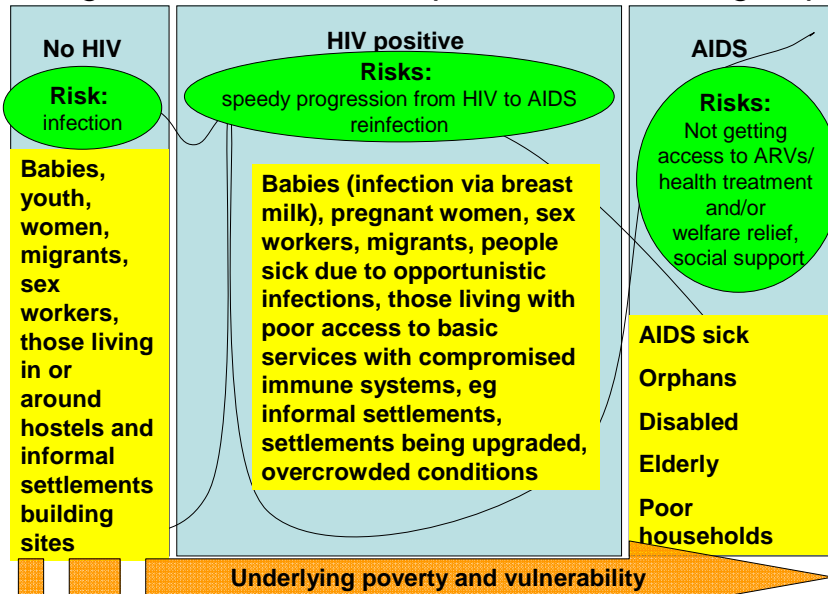 No HIV
Risk:
infection
Babies,
youth,
women,
migrants,
sex
workers,
those living
in or
around
hostels and
informal
settlements
building
sites
HIV positive
Risks:
speedy progression from HIV to AIDS
reinfection
Babies (infection via breast
milk), pregnant women, sex
workers, migrants, people
sick due to opportunistic
infections, those living with
poor access to basic
services with compromised
immune systems, eg
informal settlements,
settlements being upgraded,
overcrowded conditions
AIDS
Risks:
Not getting
access to ARVs/
health treatment
and/or
welfare relief,
social support
AIDS sick
Orphans
Disabled
Elderly
Poor
households
Underlying poverty and vulnerability